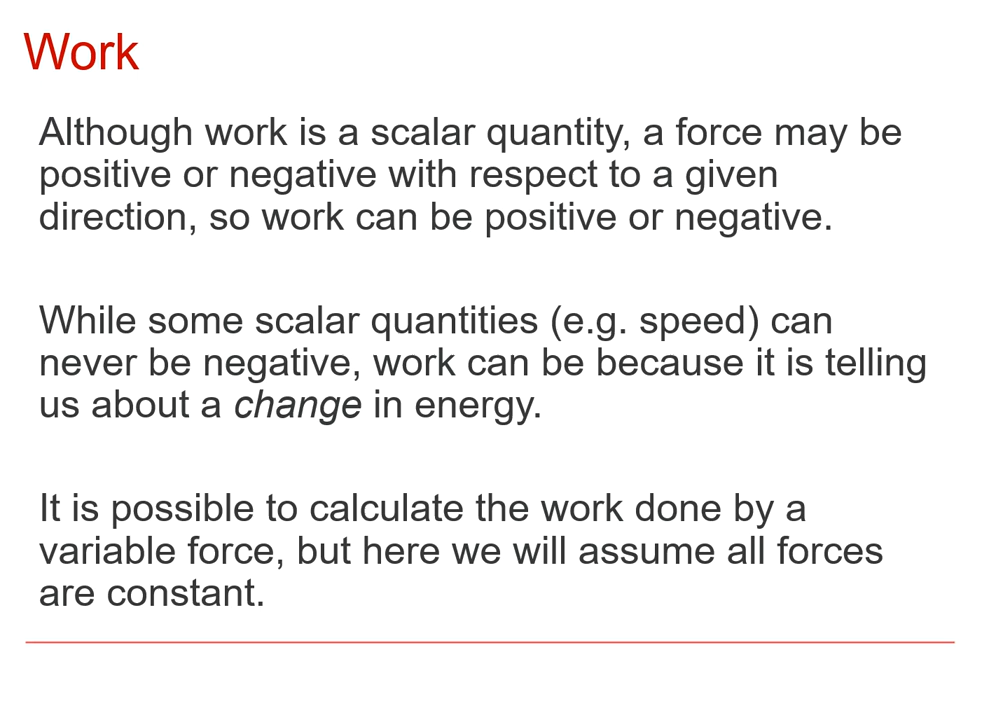 Work
Although work is a scalar quantity, a force may be
positive or negative with respect to a given
direction, so work can be positive or negative.
While some scalar quantities (e.g. speed) can
never be negative, work can be because it is telling
us about a change in energy.
It is possible to calculate the work done by a
variable force, but here we will assume all forces
are constant.